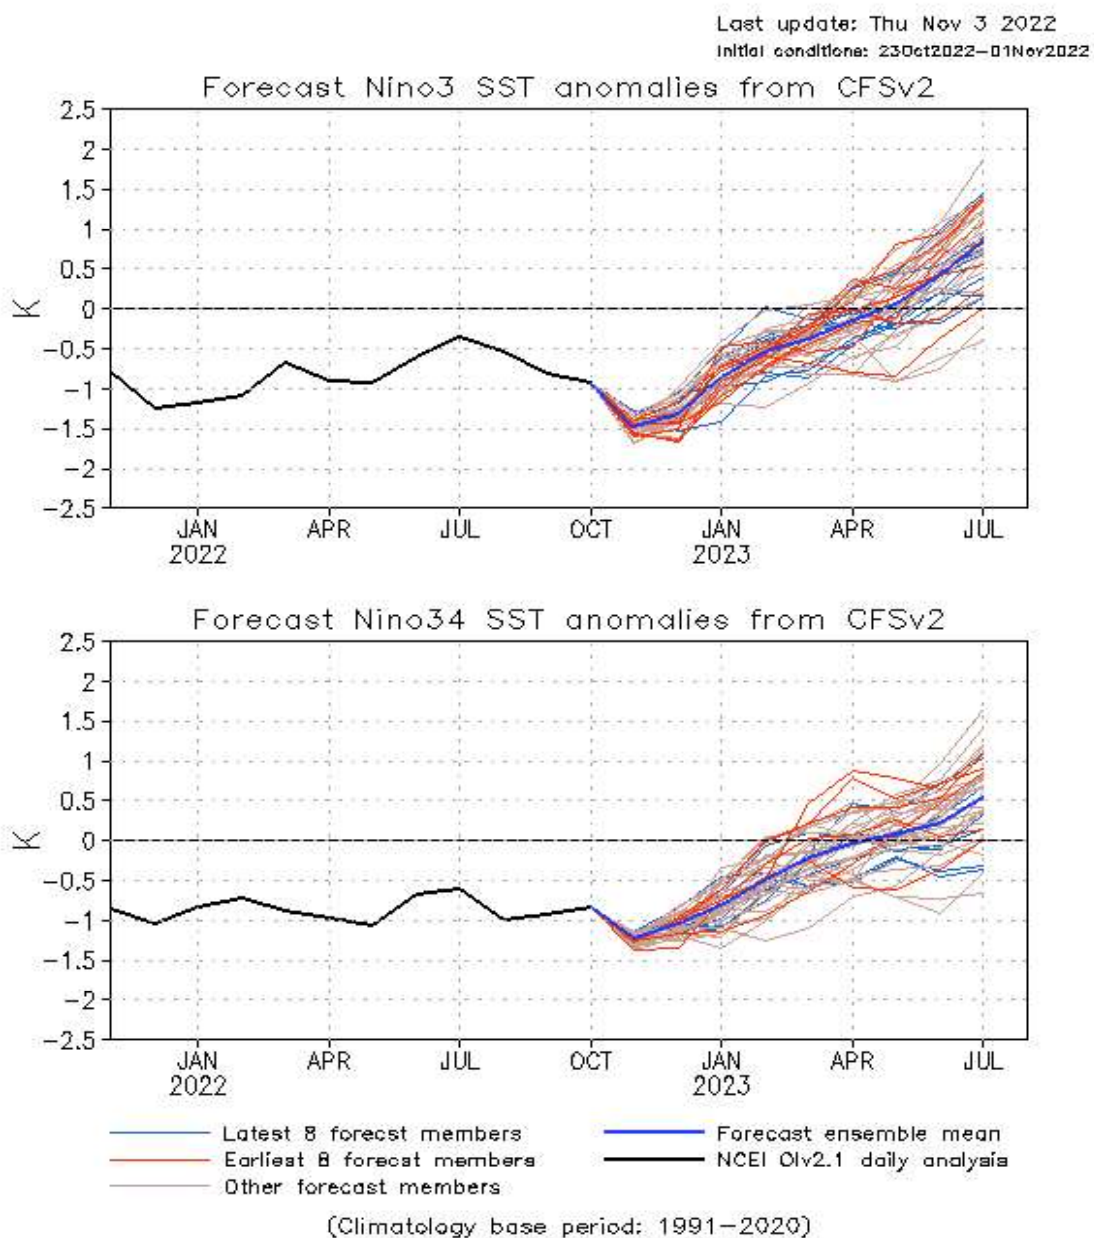 Last update: Thu Nov 3 2022
Initial conditions: 23Oct2022-01Nov2022
Forecast Nino3 SST anomalies from CFSv2
2.5
2
1.5
1
0.5
0
-0.5
-1
-1.5
-2
-2.5
K
JAN APR JUL OCT JAN APR JUL
2022 2023
Forecast Nino34 SST anomalies from CFSv2
2.5
2
1.5
1
0.5
0
-0.5
-1
-1.5
-2
-2.5
K
JAN APR JUL OCT JAN APR JUL
2022 2023
Latest 8 forecst members Forecast ensemble mean
Earliest 8 forecst members NCEI OIv2.1 daily analysis
Other forecast members
(Climatology base period: 1991-2020)